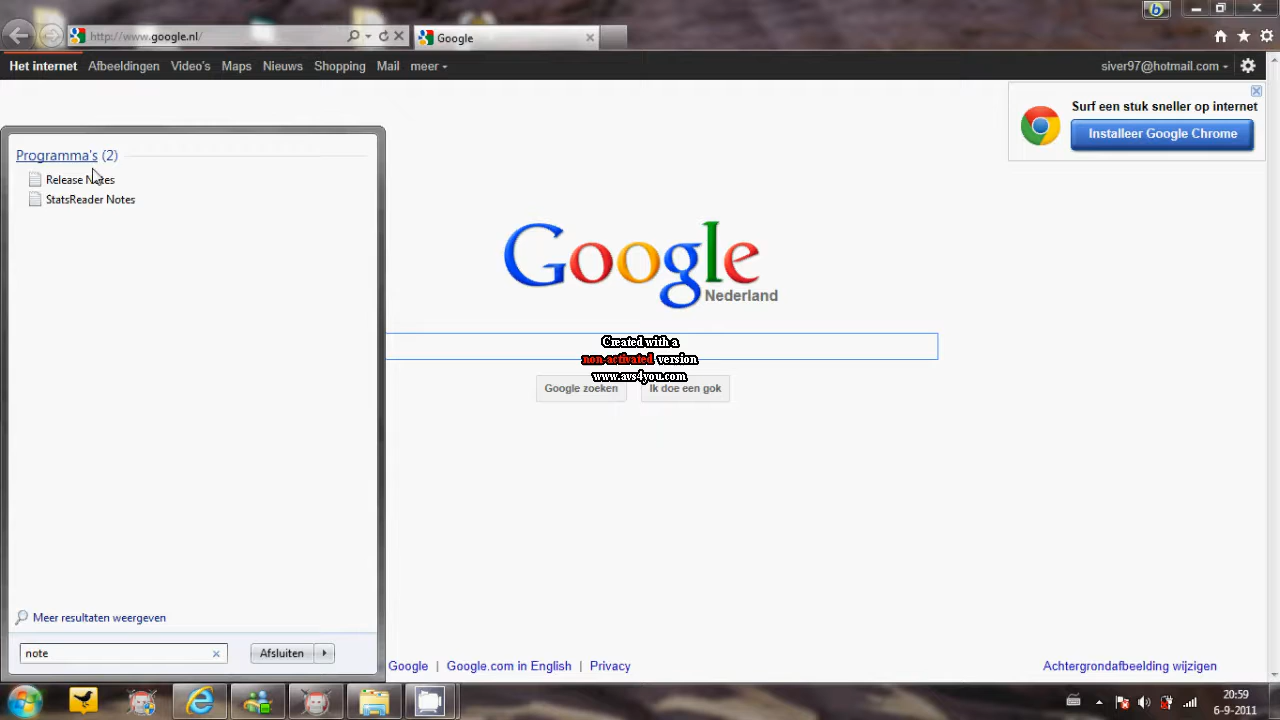 http://www.google.nl/
Google
Het internet Afbeeldingen Video's Maps Nieuws Shopping Mail meer
siver97@hotmail.com
Surf een stuk sneller op internet
Installeer Google Chrome
Programma's (2)
Release Notes
StatsReader Notes
Google
Nederland
Created with a
non-activated version
www.avs4you.com
Google zoeken
Ik doe een gok
Meer resultaten weergeven
note
Afsluiten
Google | Google.com in English | Privacy
Achtergrondafbeelding wijzigen
20:59
6-9-2011